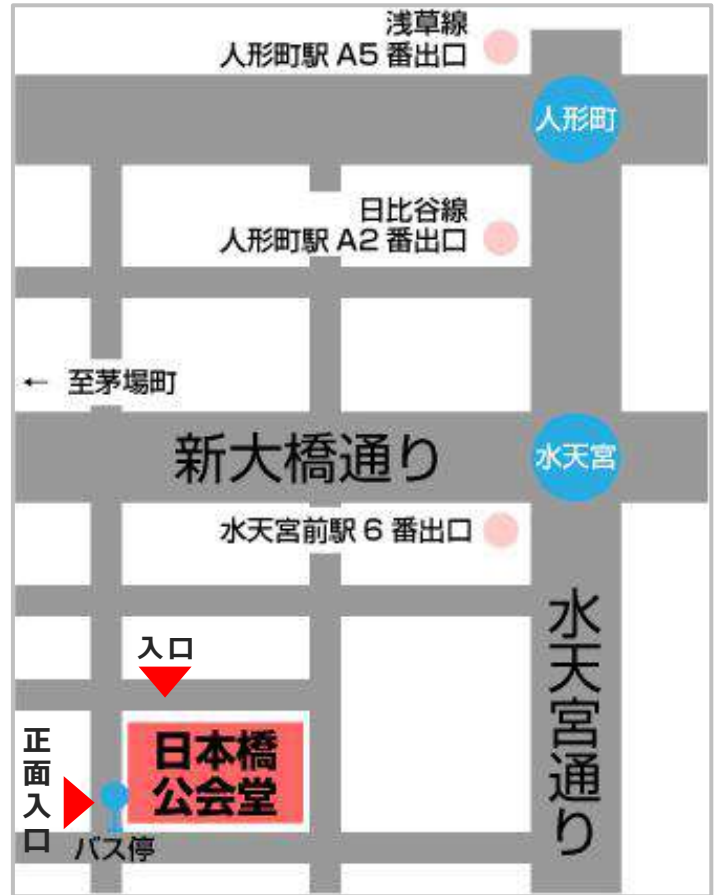 浅草線
人形町駅 A5 番出口
人形町
日比谷線
人形町駅 A2 番出口
← 至茅場町
新大橋通り
水天宮
水天宮前駅 6 番出口
水天宮通り
入口
正面入口
日本橋
公会堂
バス停